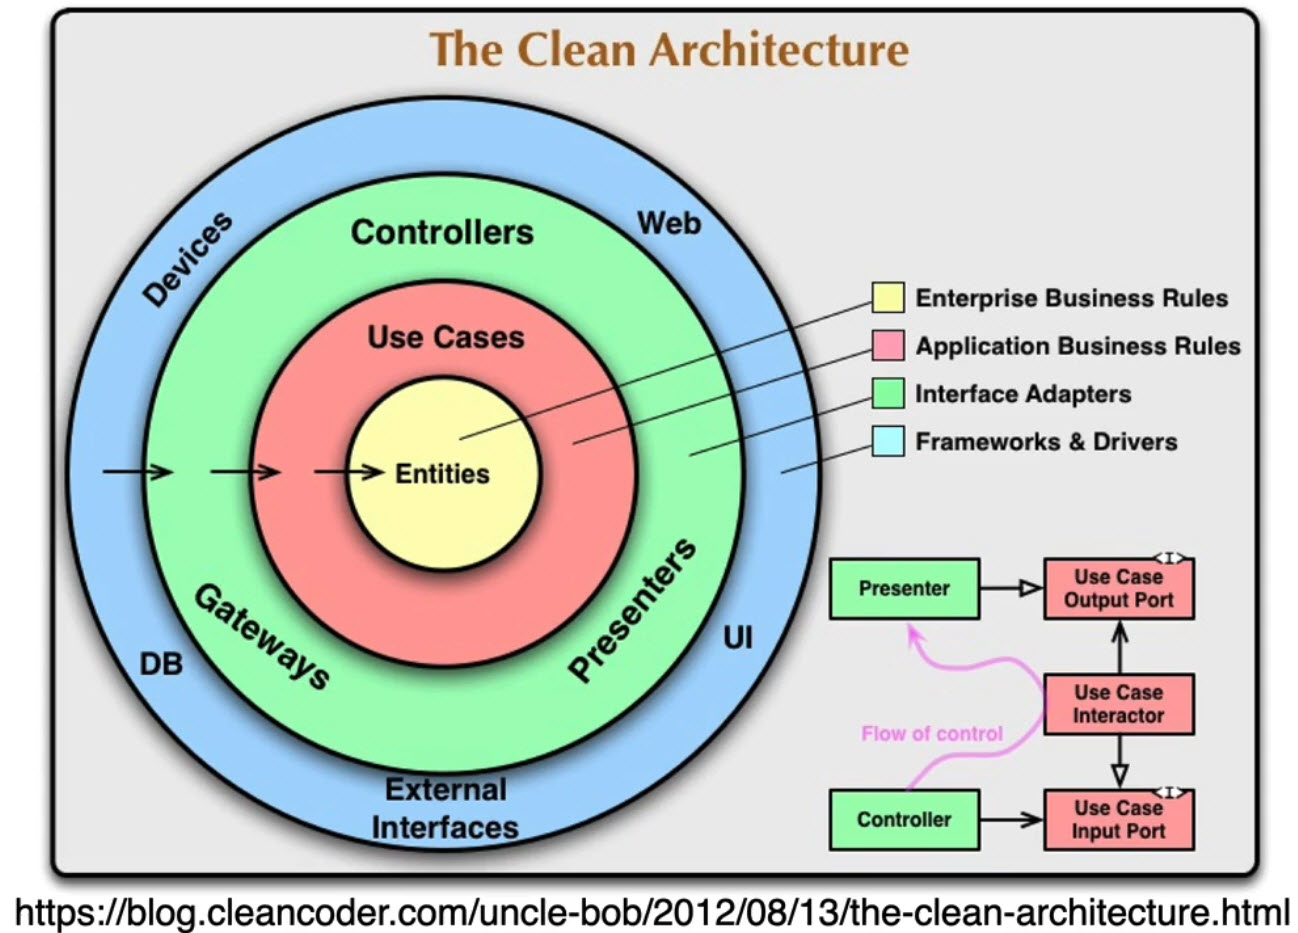 The Clean Architecture
Devices
Controllers
Web
Use Cases
Entities
Gateways
Presenters
DB
UI
External
Interfaces
Enterprise Business Rules
Application Business Rules
Interface Adapters
Frameworks & Drivers
Presenter
<I>
Use Case
Output Port
Use Case
Interactor
Flow of control
Controller
<I>
Use Case
Input Port
https://blog.cleancoder.com/uncle-bob/2012/08/13/the-clean-architecture.html